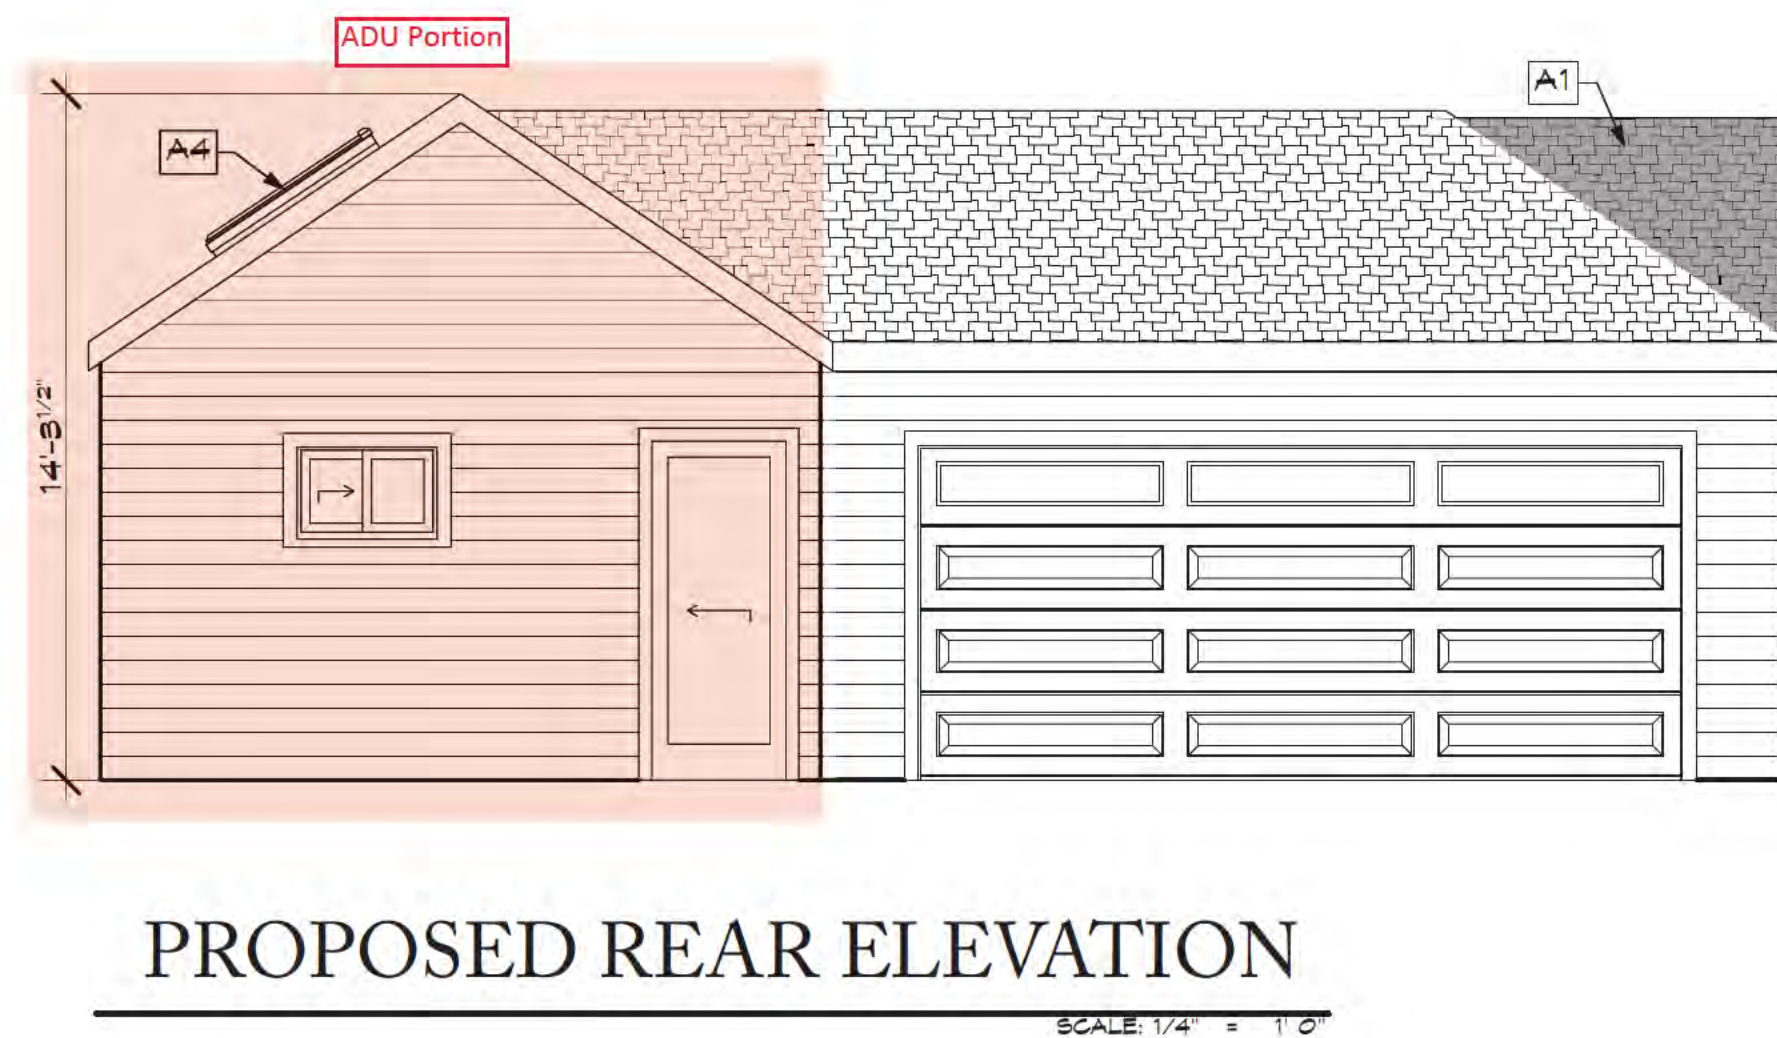 ADU Portion
A1
A4
14'-3 1/2"
PROPOSED REAR ELEVATION
SCALE: 1/4" = 1' 0"